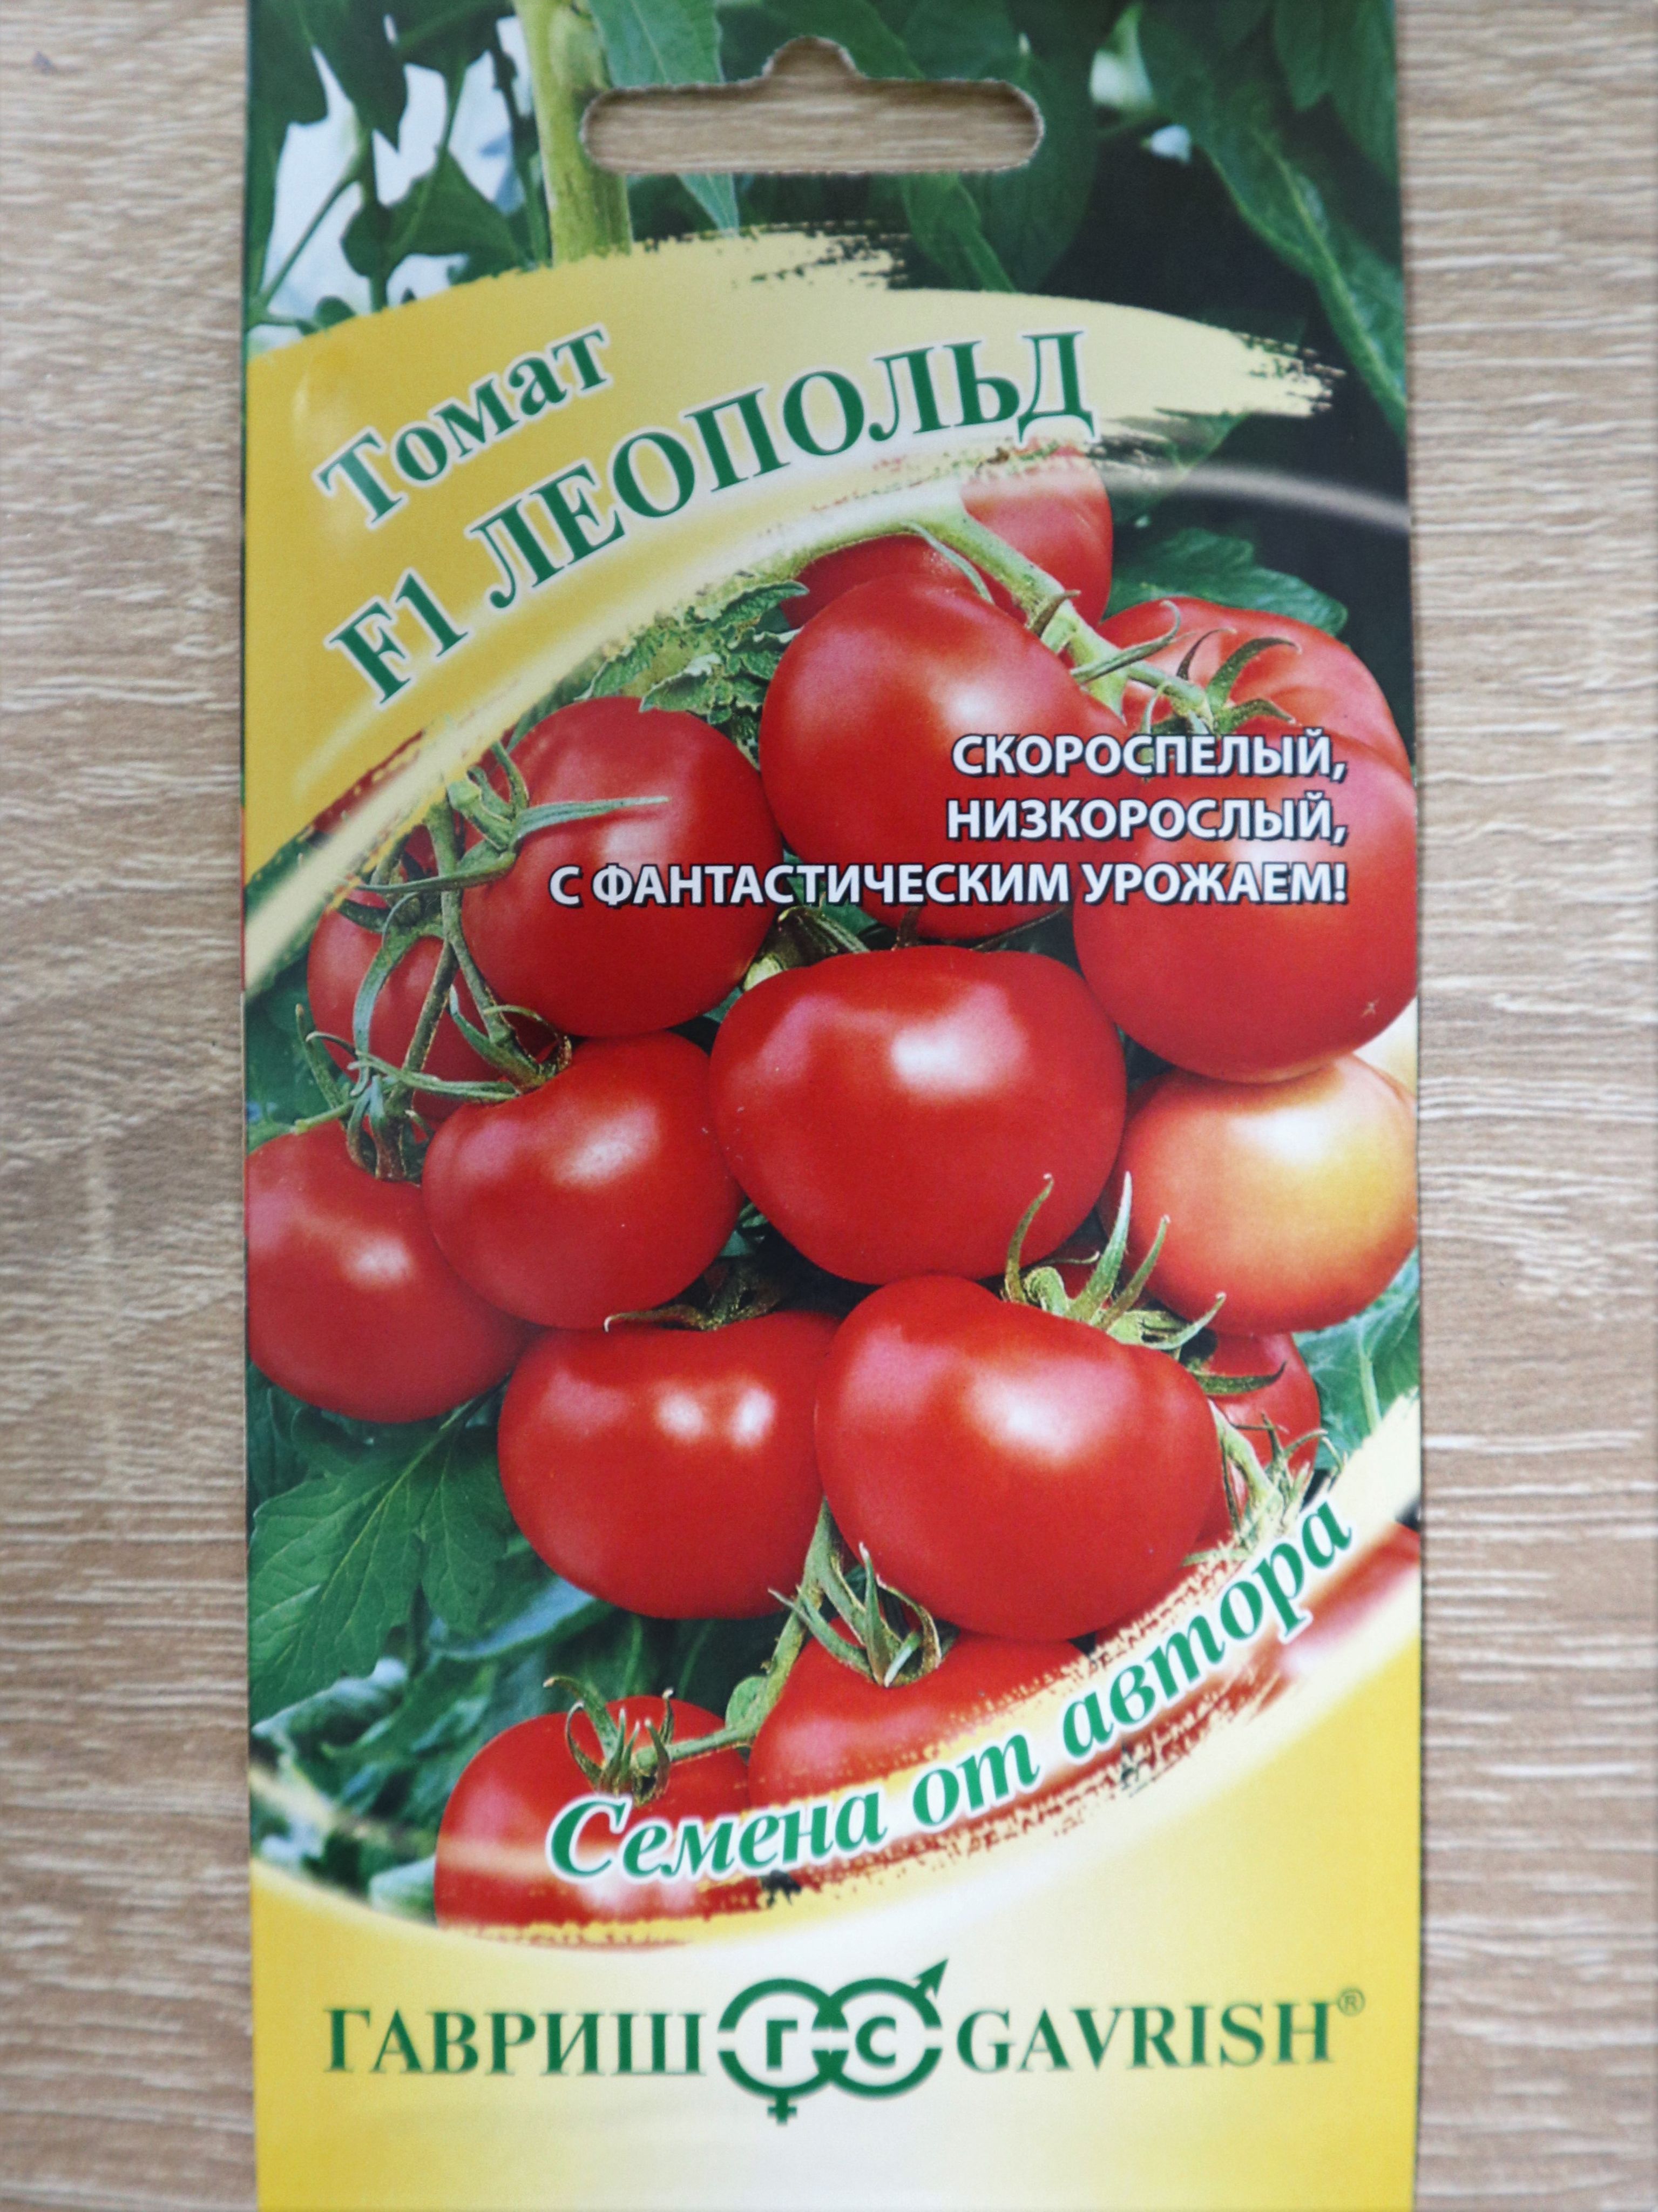 Томат
F1 ЛЕОПОЛЬД
СКОРОСПЕЛЫЙ,
НИЗКОРОСЛЫЙ,
С ФАНТАСТИЧЕСКИМ УРОЖАЕМ!
Семена от автора
ГАВРИШ ГС GAVRISH®